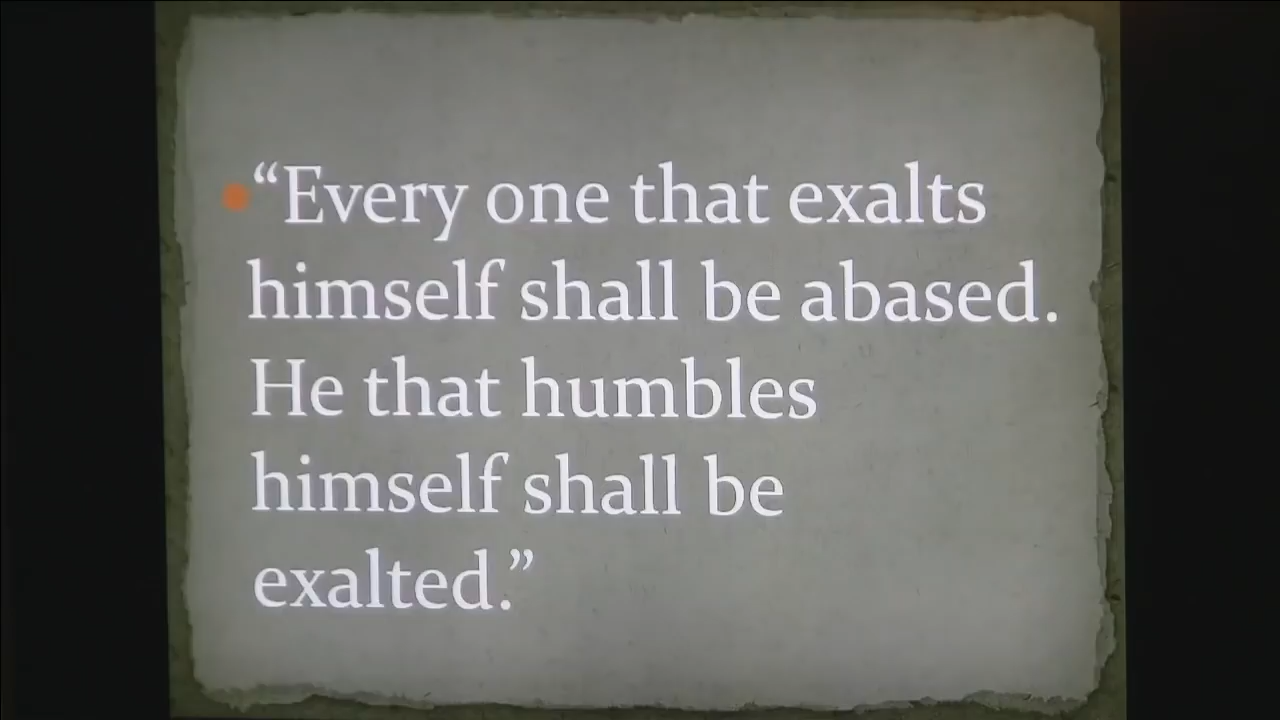 “Every one that exalts
himself shall be abased.
He that humbles
himself shall be
exalted.”